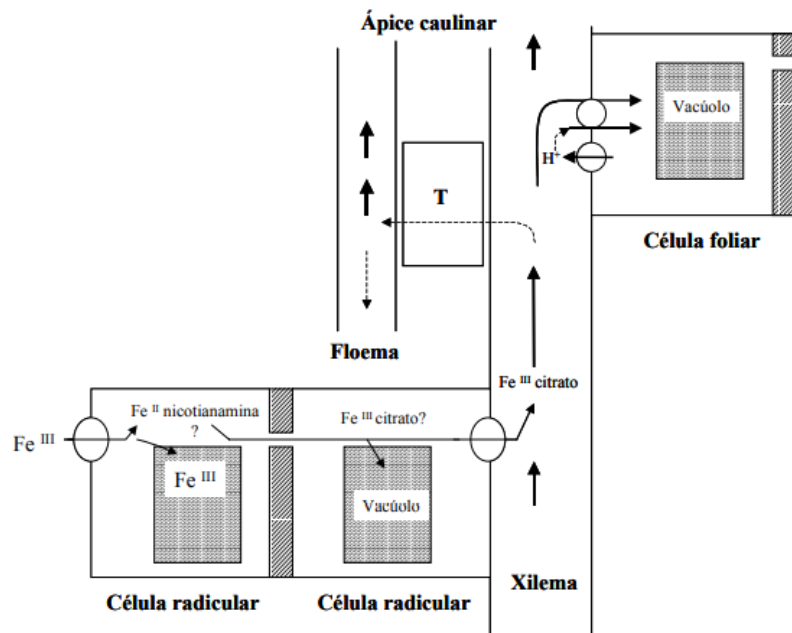 Ápice caulinar
Vacúolo
H⁺
T
Célula foliar
Floema
Fe ᴵᴵᴵ citrato
Fe ᴵᴵ nicotianamina
?
Fe ᴵᴵᴵ citrato?
Fe ᴵᴵᴵ
Fe ᴵᴵᴵ
Vacúolo
Xilema
Célula radicular
Célula radicular